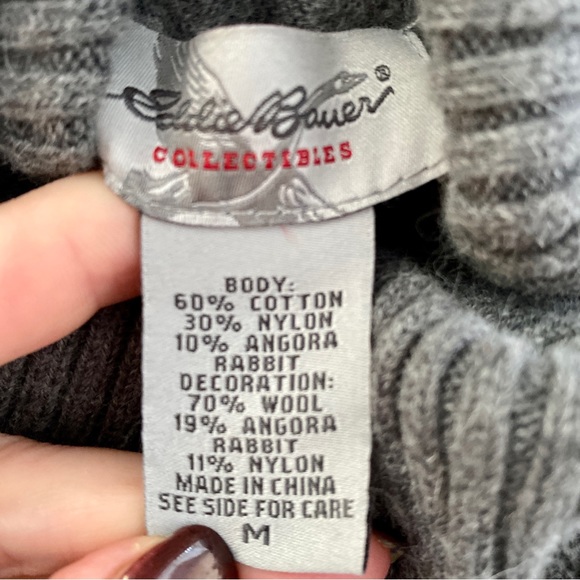 Eddie Bauer®
COLLECTIBLES
BODY:
60% COTTON
30% NYLON
10% ANGORA
RABBIT
DECORATION:
70% WOOL
19% ANGORA
RABBIT
11% NYLON
MADE IN CHINA
SEE SIDE FOR CARE
M